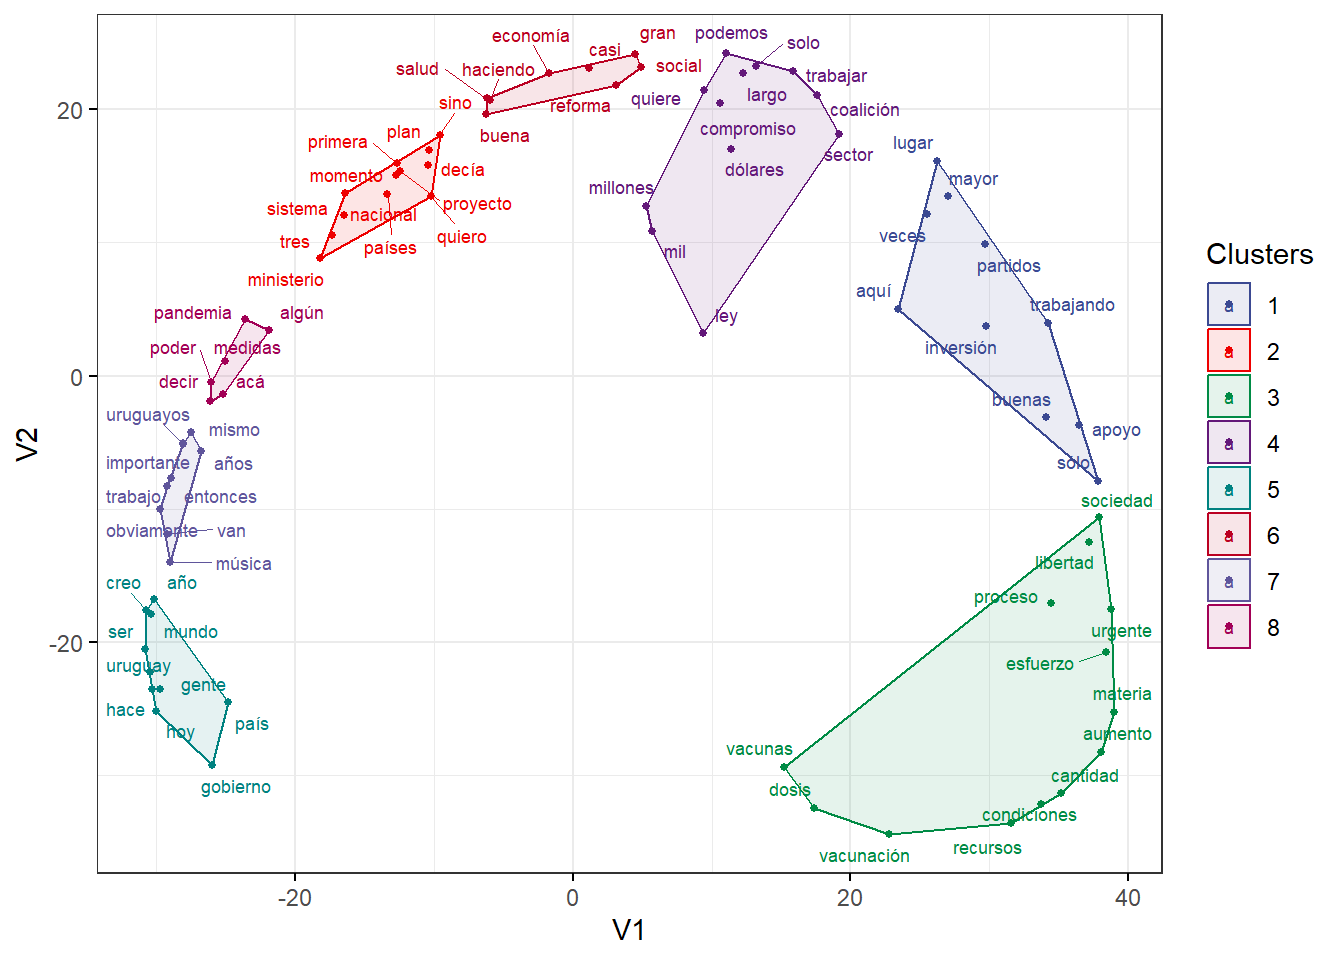 economía
gran
podemos
solo
casi
salud
haciendo
social
trabajar
sino
reforma
quiere
largo
coalición
plan
buena
compromiso
primera
lugar
sector
decía
dólares
momento
mayor
millones
sistema
nacional
proyecto
tres
países
quiero
veces
mil
partidos
ministerio
aquí
pandemia
algún
ley
trabajando
poder
medidas
inversión
decir
acá
buenas
uruguayos
mismo
apoyo
importante
años
sólo
trabajo
entonces
sociedad
obviamente
van
música
libertad
creo
año
proceso
ser
mundo
urgente
uruguay
esfuerzo
gente
materia
hace
hoy
país
aumento
vacunas
gobierno
cantidad
dosis
condiciones
vacunación
recursos
20
0
-20
V2
-20
0
20
40
V1
Clusters
a 1
a 2
a 3
a 4
a 5
a 6
a 7
a 8